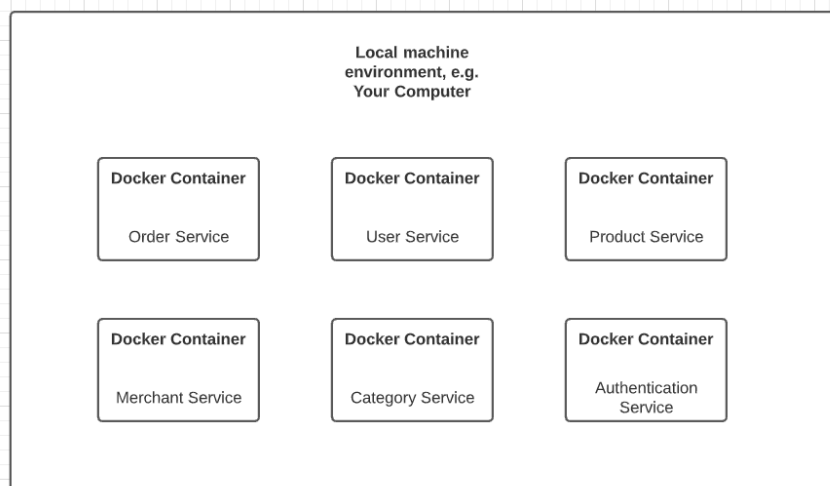 Local machine
environment, e.g.
Your Computer
Docker Container
Order Service
Docker Container
User Service
Docker Container
Product Service
Docker Container
Merchant Service
Docker Container
Category Service
Docker Container
Authentication
Service